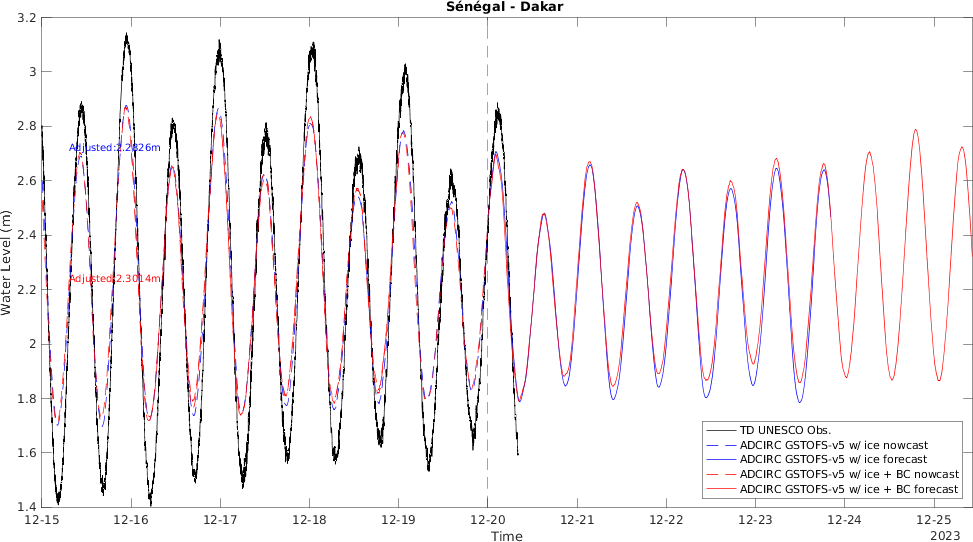 Sénégal - Dakar
3.2
3
2.8
2.6
2.4
2.2
2
1.8
1.6
1.4
Water Level (m)
Adjusted:2.2826m
Adjusted:2.3014m
TD UNESCO Obs.
ADCIRC GSTOFS-v5 w/ ice nowcast
ADCIRC GSTOFS-v5 w/ ice forecast
ADCIRC GSTOFS-v5 w/ ice + BC nowcast
ADCIRC GSTOFS-v5 w/ ice + BC forecast
12-15 12-16 12-17 12-18 12-19 12-20 12-21 12-22 12-23 12-24 12-25
Time
2023